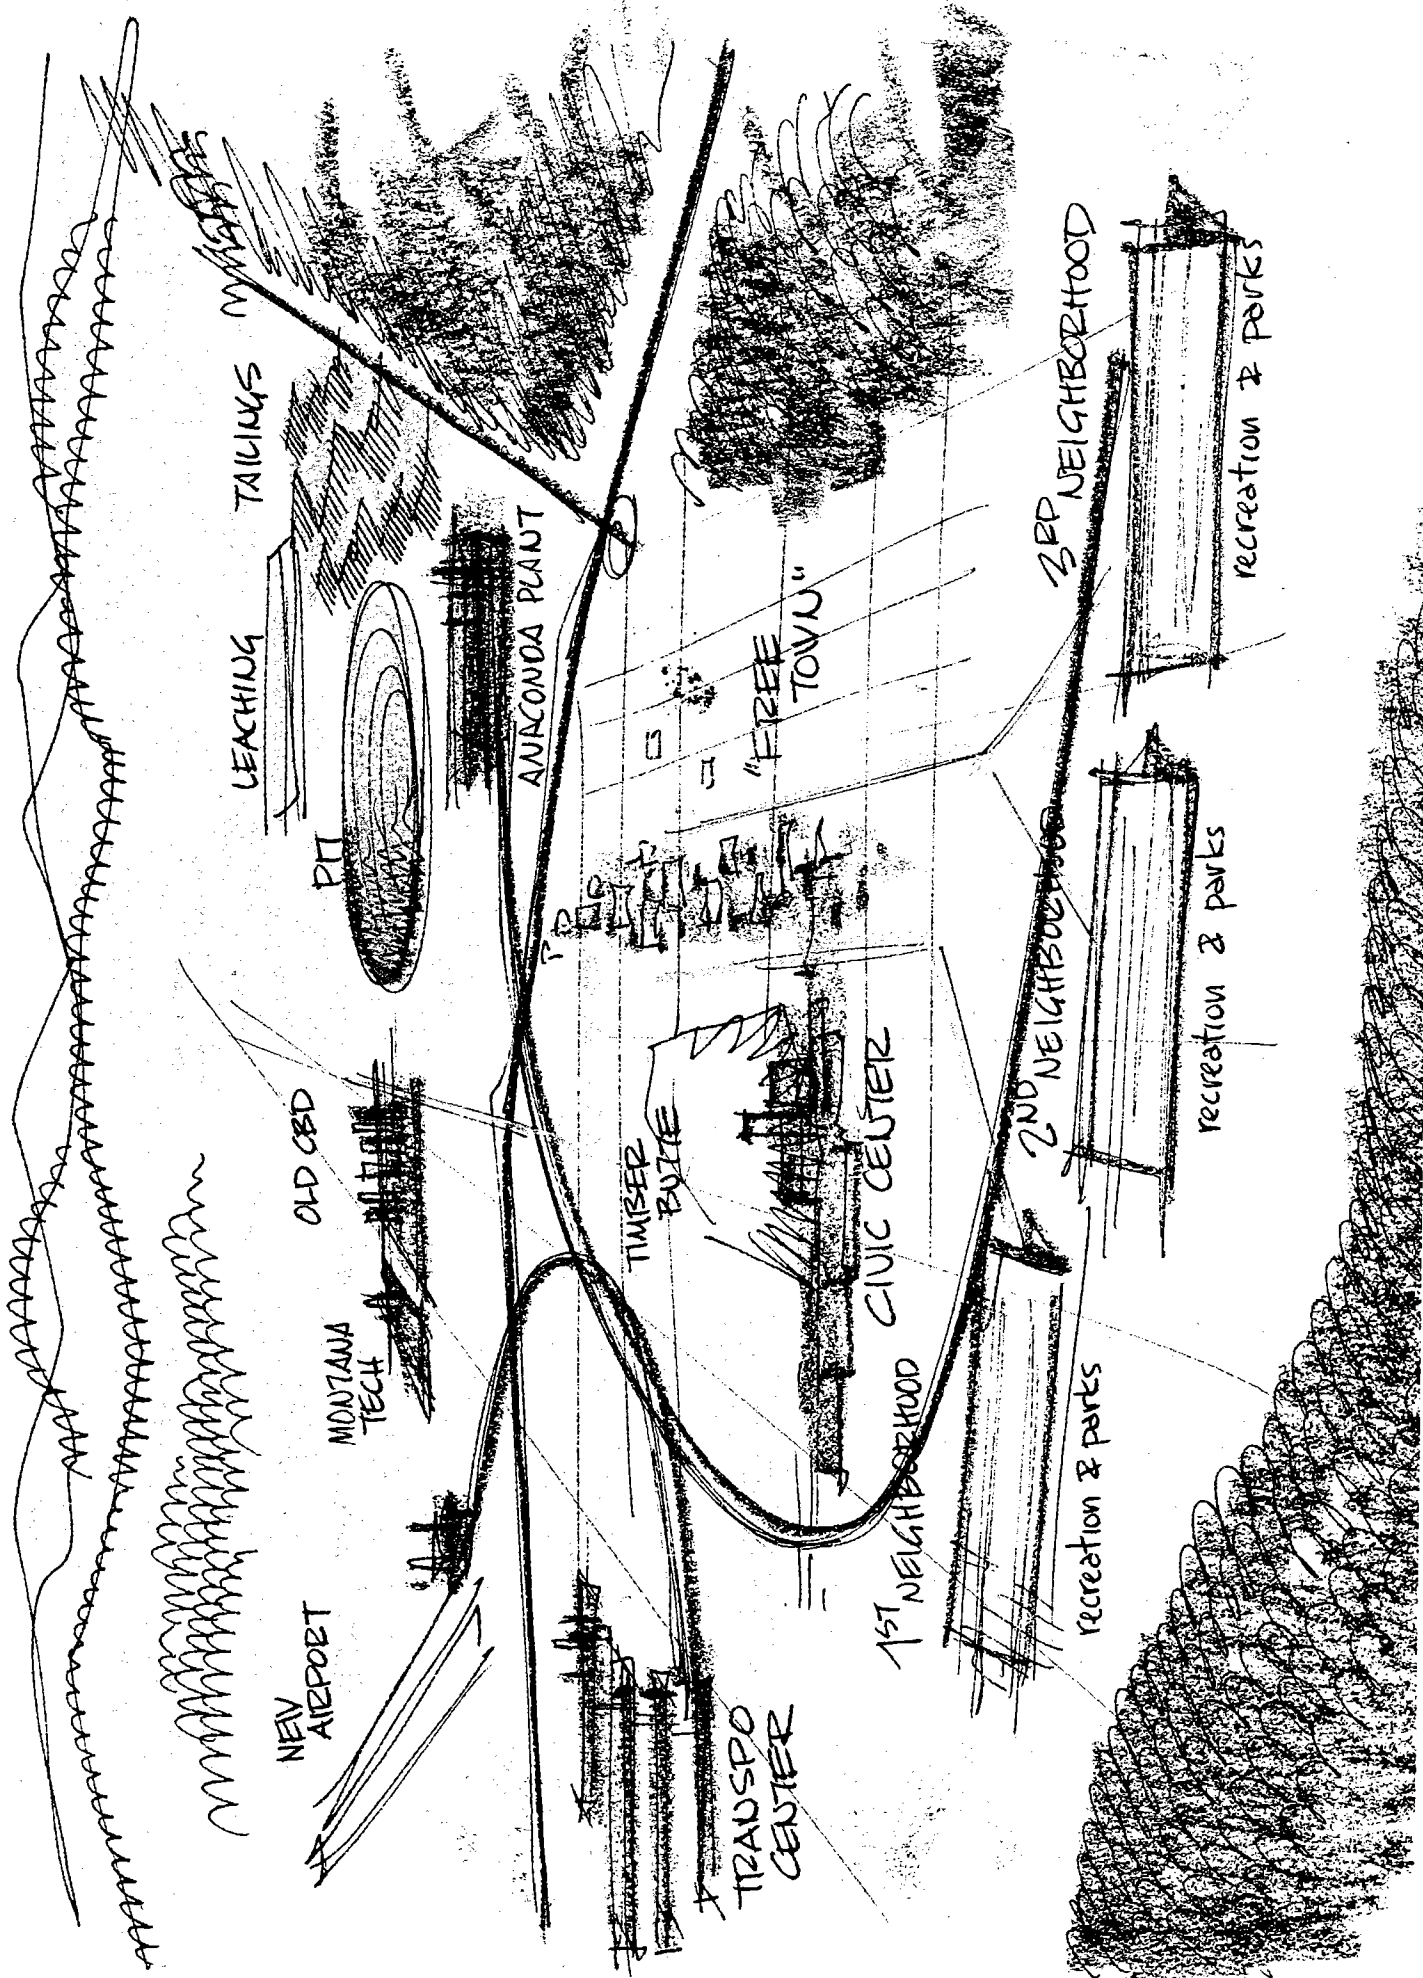 LEACHING
TAILINGS
NEW
AIRPORT
MONTANA
TECH
OLD CBD
PIT
ANACONDA PLANT
TIMBER
BUTTE
"FREE
TOWN"
TRANSPO
CENTER
CIVIC CENTER
1ST NEIGHBORHOOD
2ND NEIGHBORHOOD
3RD NEIGHBORHOOD
recreation & parks
recreation & parks
recreation & parks